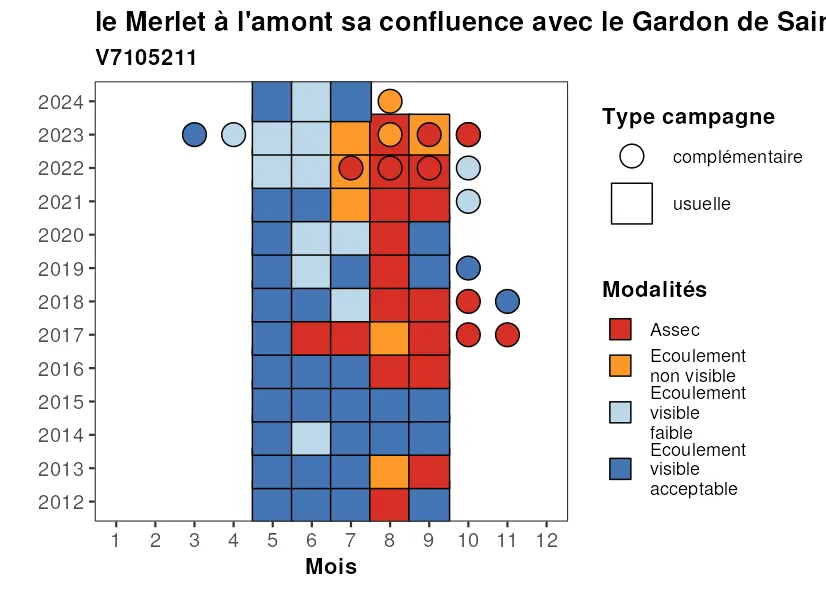 le Merlet à l'amont sa confluence avec le Gardon de Sain
V7105211
2024
2023
2022
2021
2020
2019
2018
2017
2016
2015
2014
2013
2012
1 2 3 4 5 6 7 8 9 10 11 12
Mois
Type campagne
complémentaire
usuelle
Modalités
Assec
Ecoulement
non visible
Ecoulement
visible
faible
Ecoulement
visible
acceptable